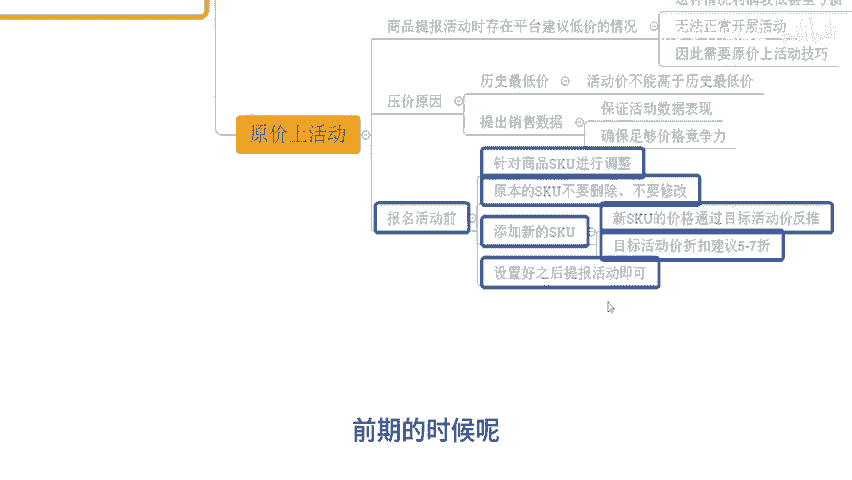 商品提报活动时存在平台建议低价的情况
无法正常开展活动
因此需要原价上活动技巧
压价原因
历史最低价
活动价不能高于历史最低价
提出销售数据
保证活动数据表现
确保足够价格竞争力
原价上活动
报名活动前
针对商品SKU进行调整
原本的SKU不要删除、不要修改
添加新的SKU
新SKU的价格通过目标活动价反推
目标活动价折扣建议5-7折
设置好之后提报活动即可
前期的时候呢